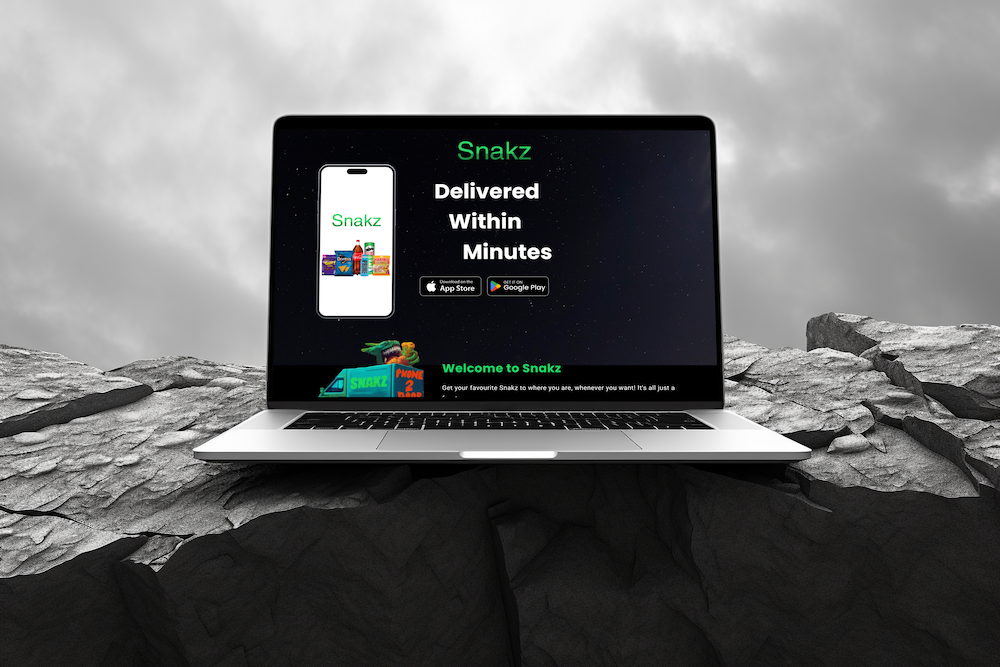 Snakz
Delivered
Within
Minutes
Snakz
Download on the
App Store
GET IT ON
Google Play
SNAKZ
PHONE
2
DOOR
Welcome to Snakz
Get your favourite Snakz to where you are, whenever you want! It's all just a